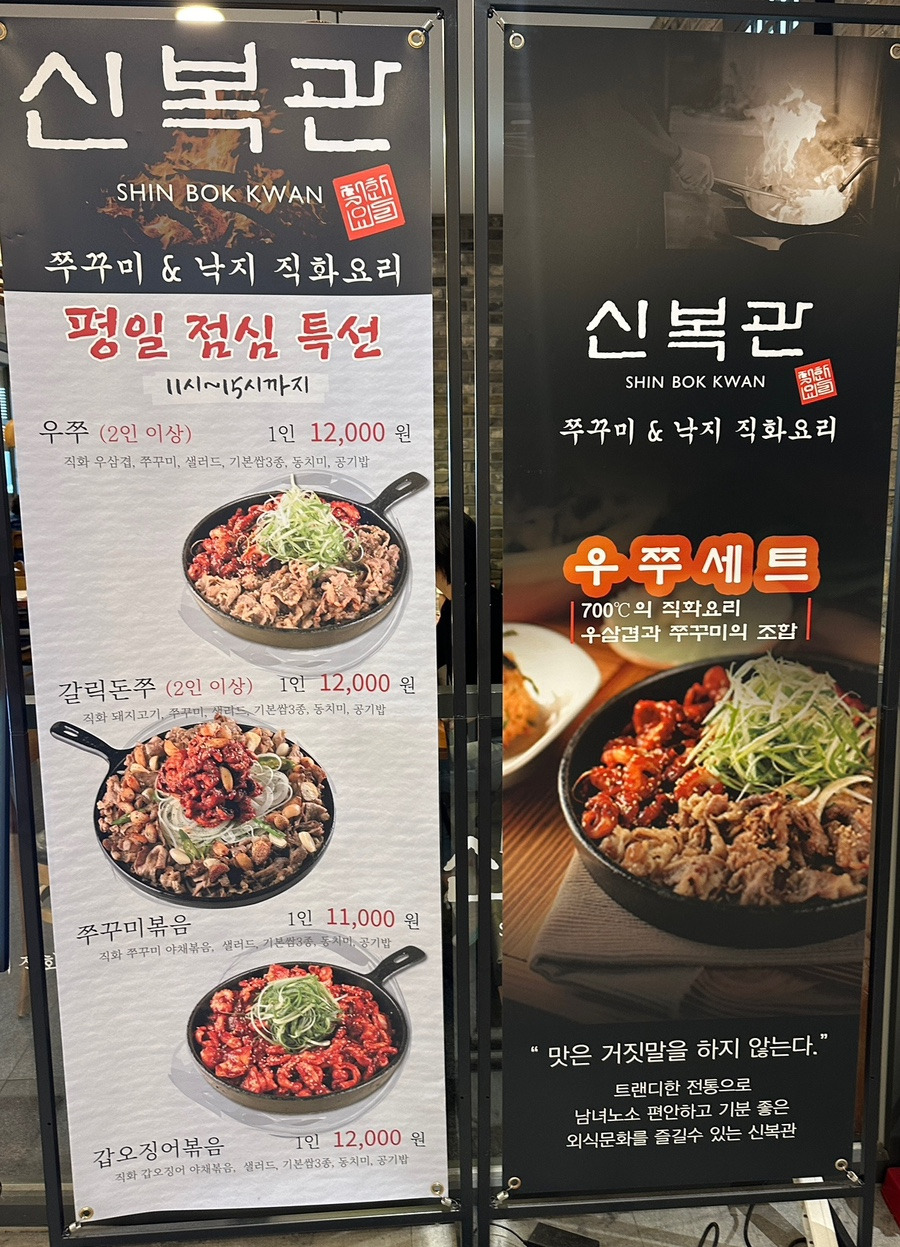 신복관
SHIN BOK KWAN
직화요리
쭈꾸미 & 낙지 직화요리
평일 점심 특선
11시~15시까지
우쭈 (2인 이상) 1인 12,000 원
직화 우삼겹, 쭈꾸미, 샐러드, 기본쌈3종, 동치미, 공기밥
갈릭돈쭈 (2인 이상) 1인 12,000 원
직화 돼지고기, 쭈꾸미, 샐러드, 기본쌈3종, 동치미, 공기밥
쭈꾸미볶음 1인 11,000 원
직화 쭈꾸미 야채볶음, 샐러드, 기본쌈3종, 동치미, 공기밥
갑오징어볶음 1인 12,000 원
직화 갑오징어 야채볶음, 샐러드, 기본쌈3종, 동치미, 공기밥
신복관
SHIN BOK KWAN
쭈꾸미 & 낙지 직화요리
우쭈세트
700℃의 직화요리
우삼겹과 쭈꾸미의 조합
“ 맛은 거짓말을 하지 않는다.”
트랜디한 전통으로
남녀노소 편안하고 기분 좋은
외식문화를 즐길수 있는 신복관